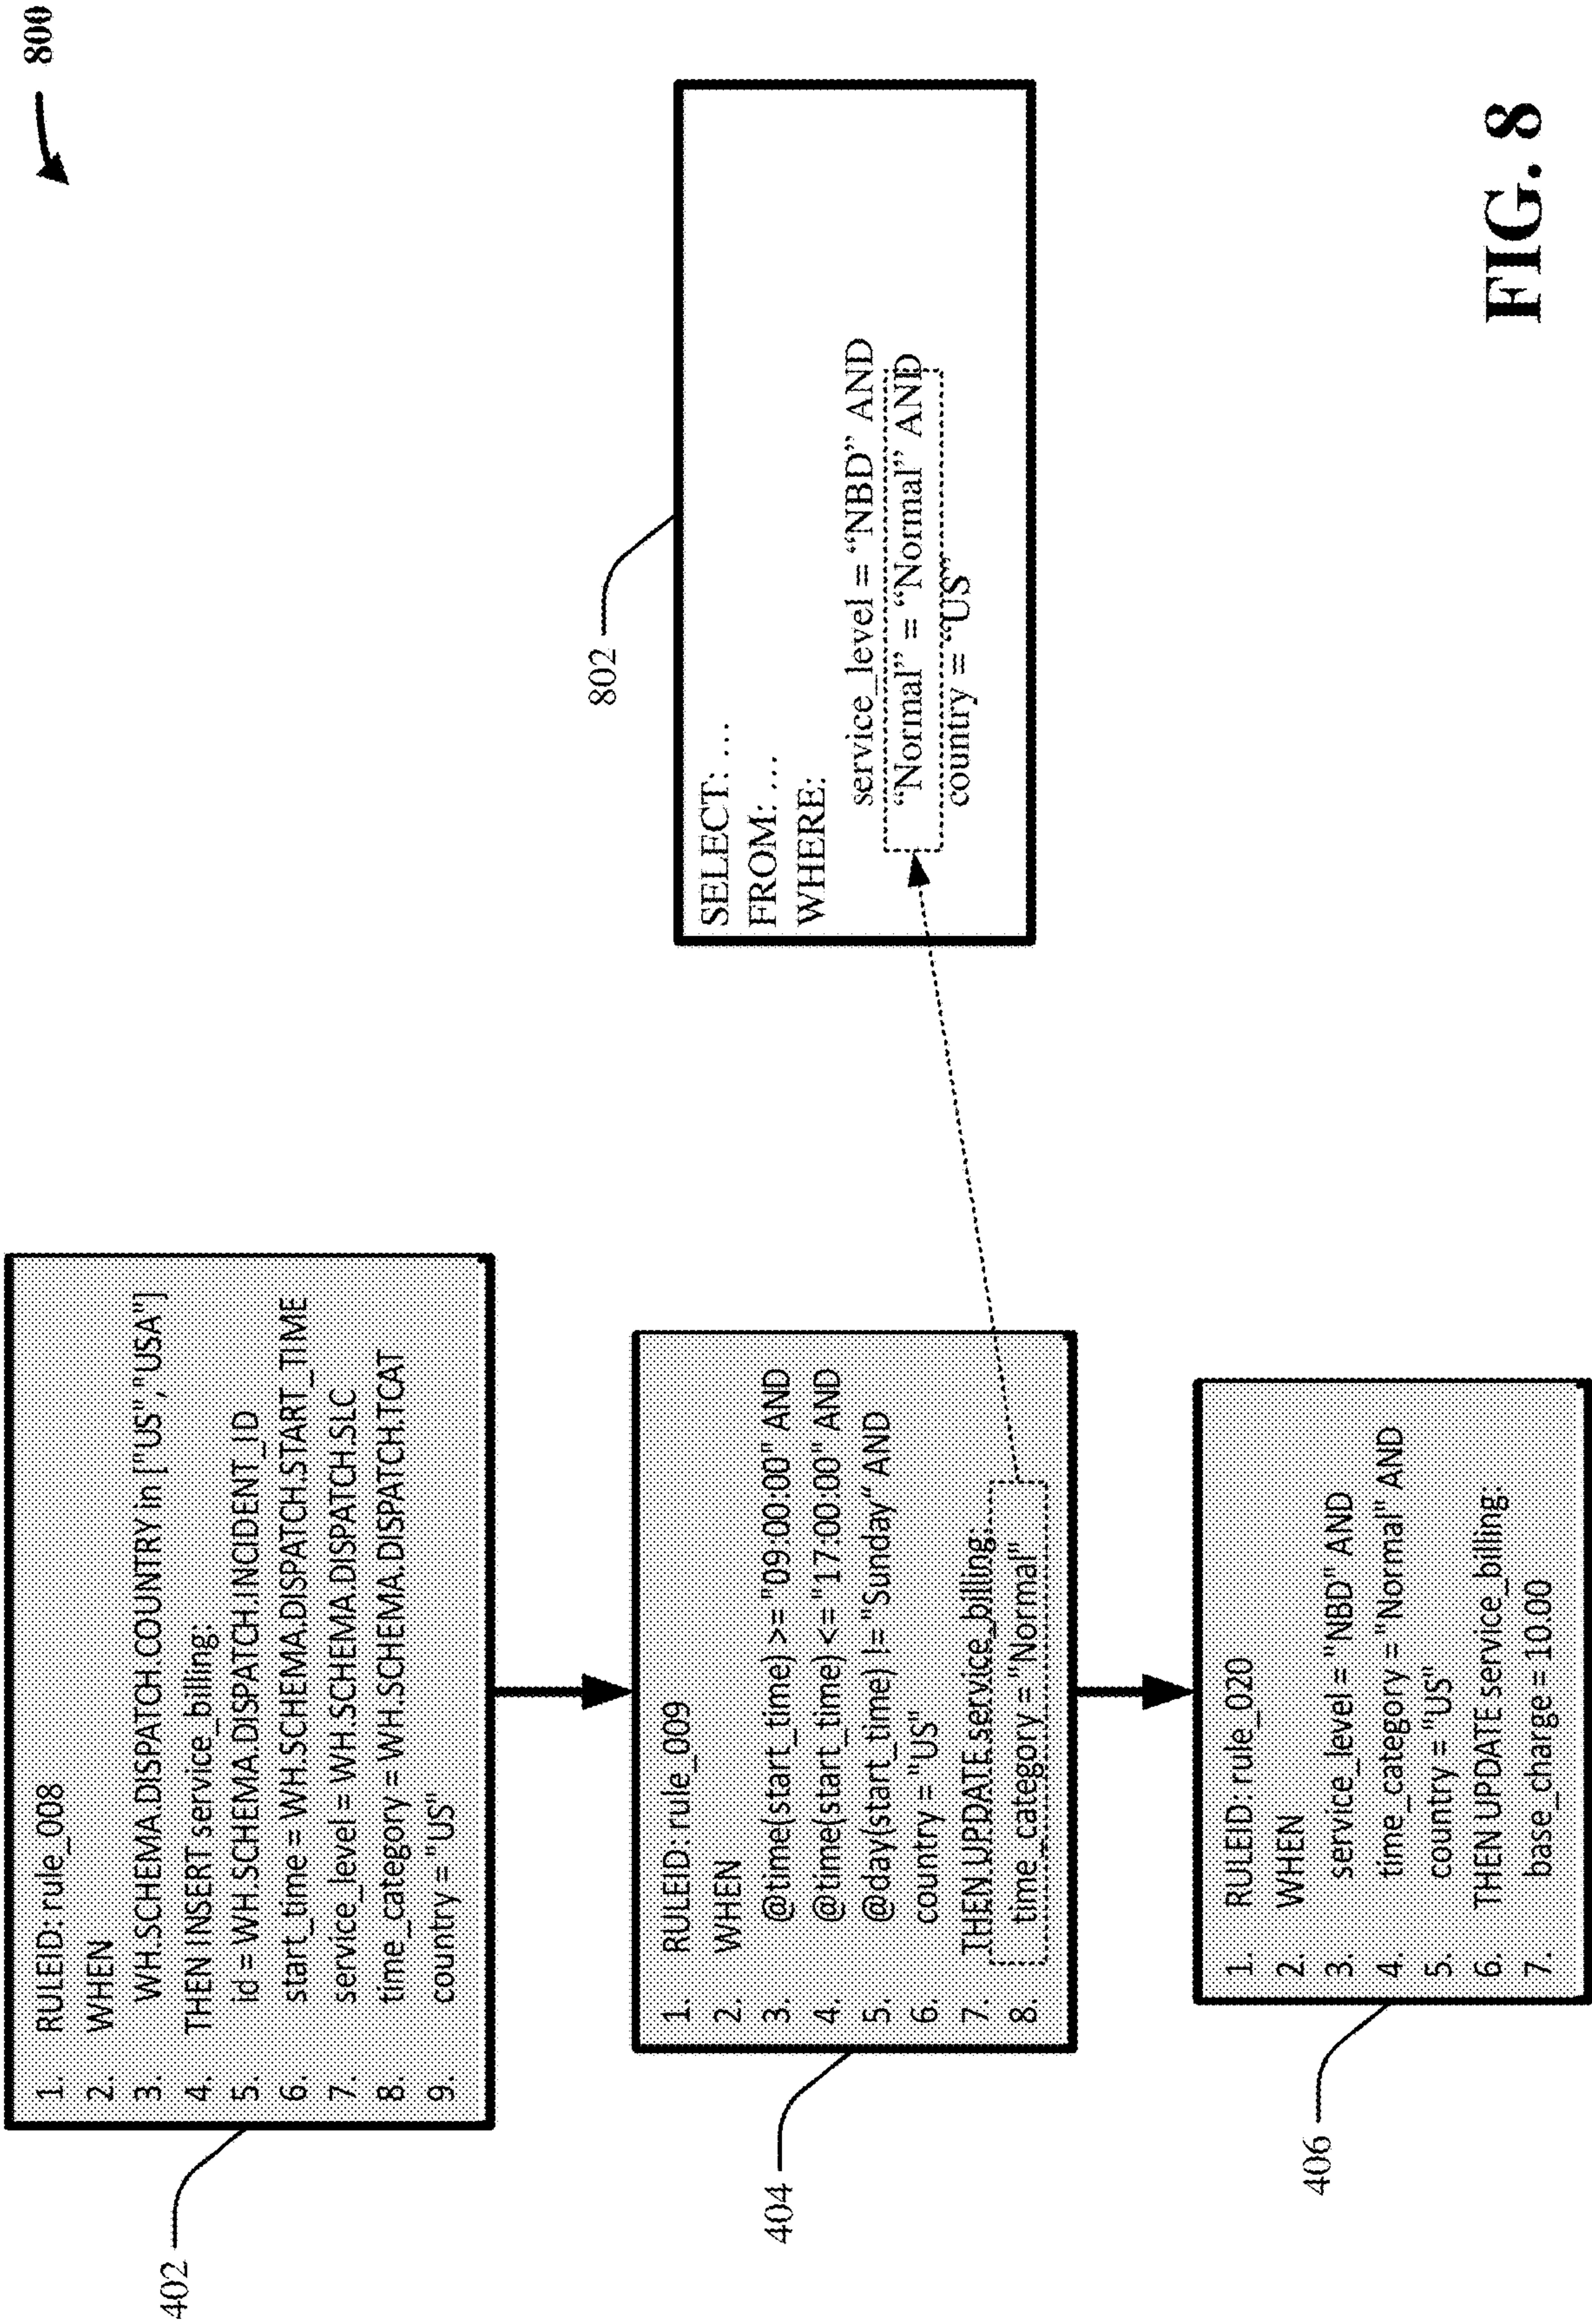 800
402
1. RULEID: rule_008
2. WHEN
3. WH.SCHEMA.DISPATCH.COUNTRY in ["US","USA"]
4. THEN INSERT.service_billing:
5. id = WH.SCHEMA.DISPATCH.INCIDENT_ID
6. start_time = WH.SCHEMA.DISPATCH.START_TIME
7. service_level = WH.SCHEMA.DISPATCH.SLC
8. time_category = WH.SCHEMA.DISPATCH.TCAT
9. country = "US"
404
1. RULEID: rule_009
2. WHEN
3. @time(start_time) >="09:00:00" AND
4. @time(start_time) <="17:00:00" AND
5. @day(start_time) != "Sunday" AND
6. country = "US"
7. THEN UPDATE.service_billing:
8. time_category = "Normal"
802
SELECT: ...
FROM: ...
WHERE:
service_level = “NBD” AND
“Normal” = “Normal” AND
country = “US”
406
1. RULEID: rule_020
2. WHEN
3. service_level = "NBD" AND
4. time_category = "Normal" AND
5. country = "US"
6. THEN UPDATE.service_billing:
7. base_charge = 10.00
FIG. 8